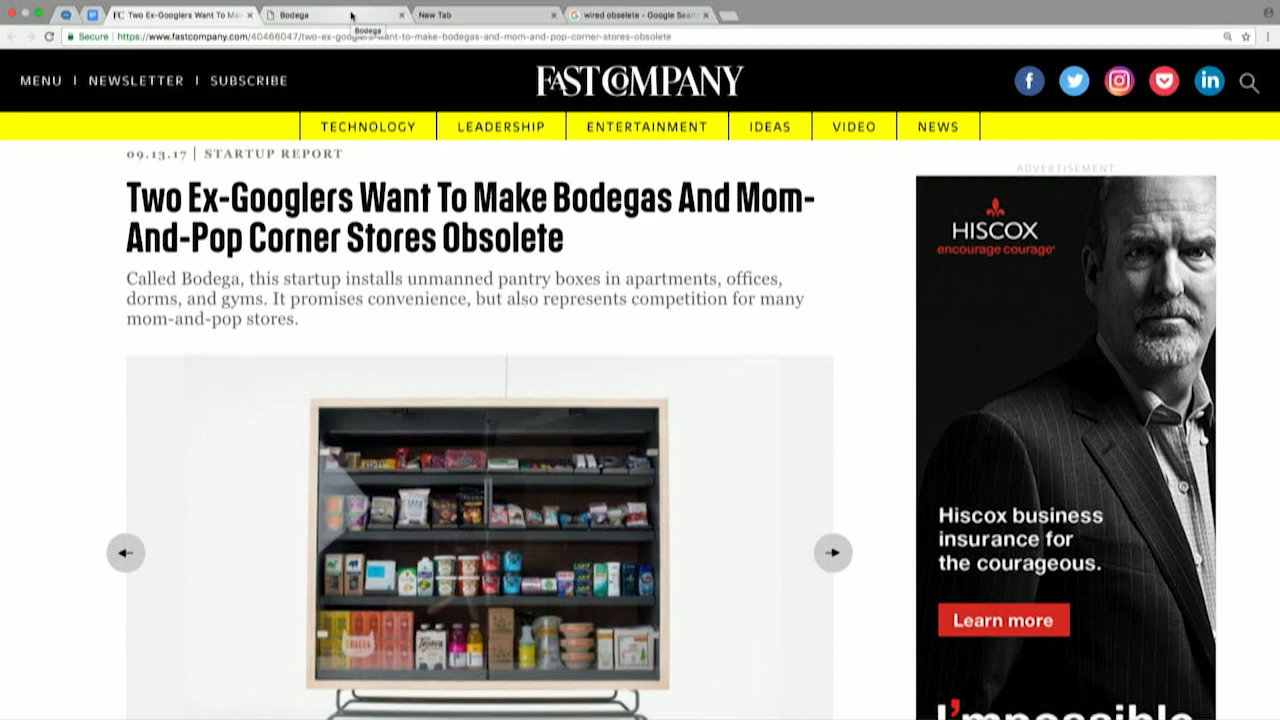 Two Ex-Googlers Want To Ma
Bodega
New Tab
wired obselete - Google Sear
Bodega
Secure
https://www.fastcompany.com/40466047/two-ex-googlers-want-to-make-bodegas-and-mom-and-pop-corner-stores-obsolete
MENU | NEWSLETTER | SUBSCRIBE
FAST COMPANY
TECHNOLOGY
LEADERSHIP
ENTERTAINMENT
IDEAS
VIDEO
NEWS
09.13.17 | STARTUP REPORT
Two Ex-Googlers Want To Make Bodegas And Mom-
And-Pop Corner Stores Obsolete
Called Bodega, this startup installs unmanned pantry boxes in apartments, offices,
dorms, and gyms. It promises convenience, but also represents competition for many
mom-and-pop stores.
ADVERTISEMENT
HISCOX
encourage courage
Hiscox business
insurance for
the courageous.
Learn more
I'mpossible